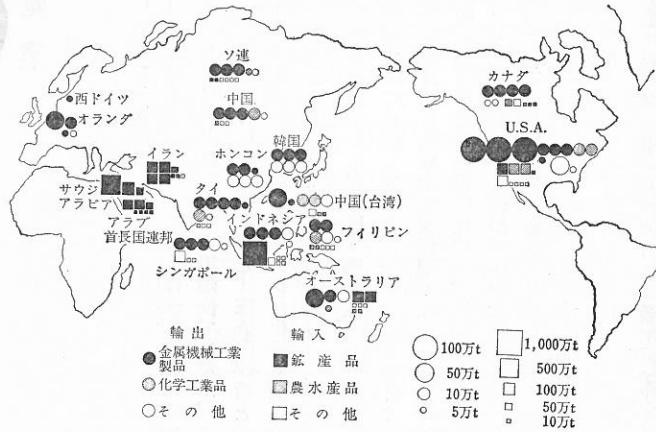 ソ連
カナダ
西ドイツ
オランダ
中国
U.S.A.
韓国
イラン
ホンコン
サウジ
アラビア
タイ
中国(台湾)
アラブ
首長国連邦
インドネシア
フィリピン
シンガポール
オーストラリア
輸出
金属機械工業
製品
化学工業品
その他
輸入
鉱産品
農水産品
その他
100万t
50万t
10万t
5万t
1,000万t
500万t
100万t
50万t
10万t